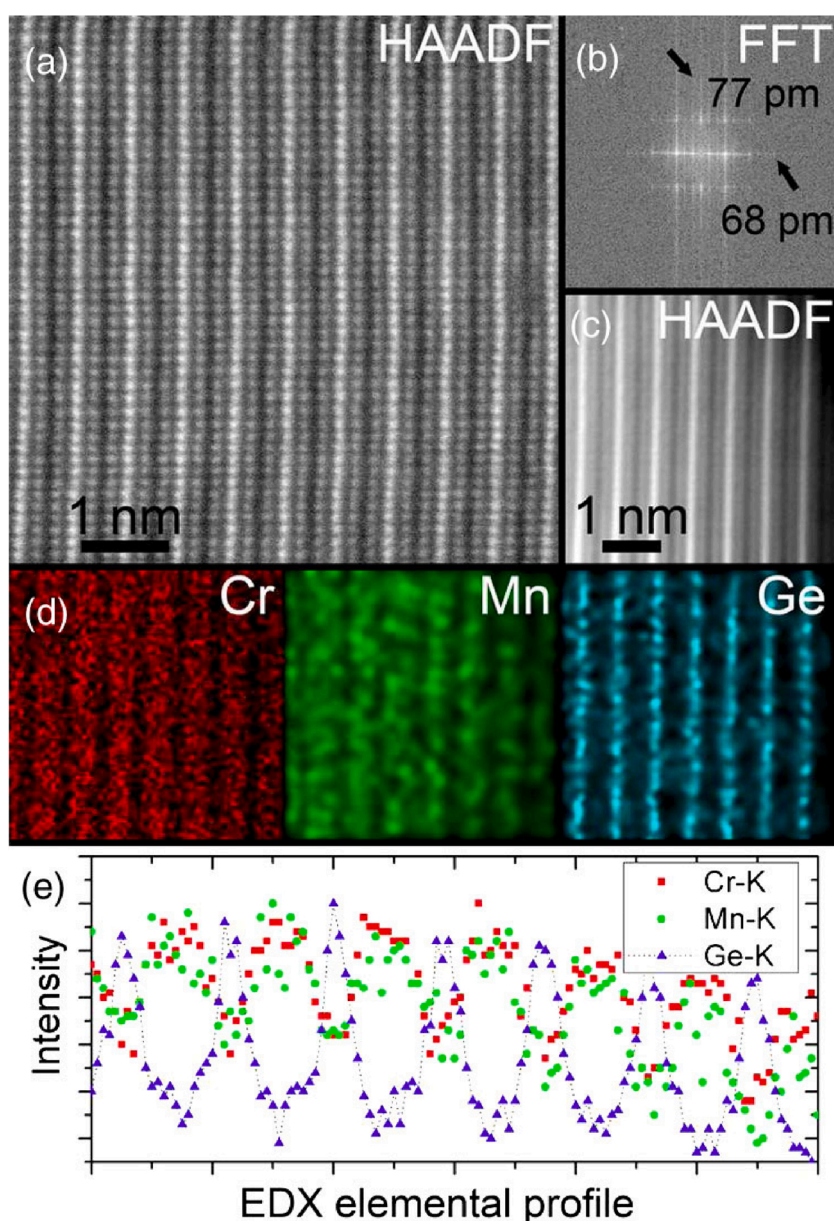 (a) HAADF
1 nm
(b) FFT
77 pm
68 pm
(c) HAADF
1 nm
(d) Cr Mn Ge
(e)
Cr-K
Mn-K
Ge-K
Intensity
EDX elemental profile